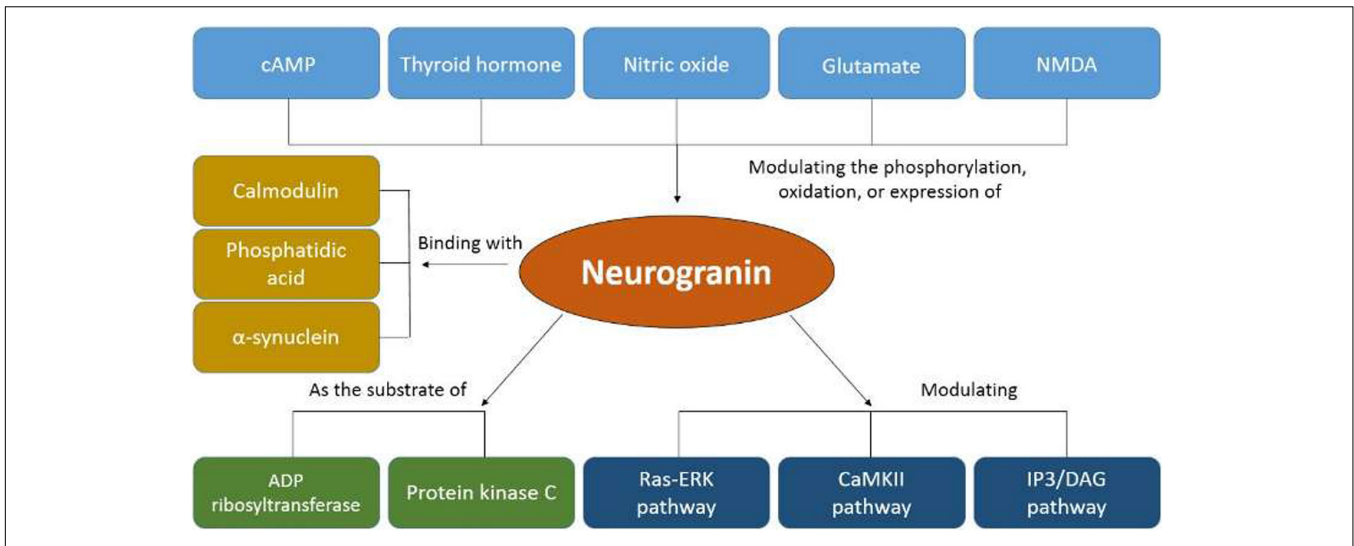 cAMP
Thyroid hormone
Nitric oxide
Glutamate
NMDA
Modulating the phosphorylation,
oxidation, or expression of
Calmodulin
Phosphatidic
acid
α-synuclein
Binding with
Neurogranin
As the substrate of
Modulating
ADP
ribosyltransferase
Protein kinase C
Ras-ERK
pathway
CaMKII
pathway
IP3/DAG
pathway